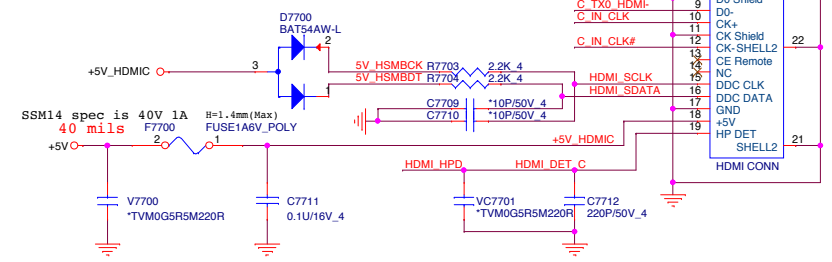 D0 Shield
C_TX0_HDMI-
9
D0-
C_IN_CLK
10
CK+
11
CK Shield
C_IN_CLK#
12
CK-
SHELL2
22
13
CE Remote
14
NC
HDMI_SCLK
15
DDC CLK
HDMI_SDATA
16
DDC DATA
17
GND
18
+5V
19
HP DET
SHELL2
21
HDMI CONN
D7700
BAT54AW-L
2
+5V_HDMIC
3
1
5V_HSMBCK R7703 2.2K_4
5V_HSMBDT R7704 2.2K_4
C7709 *10P/50V_4
C7710 *10P/50V_4
SSM14 spec is 40V 1A
H=1.4mm(Max)
40 mils
F7700
FUSE1A6V_POLY
+5V
2
1
+5V_HDMIC
HDMI_HPD
HDMI_DET_C
V7700
*TVM0G5R5M220R
C7711
0.1U/16V_4
VC7701
*TVM0G5R5M220R
C7712
220P/50V_4